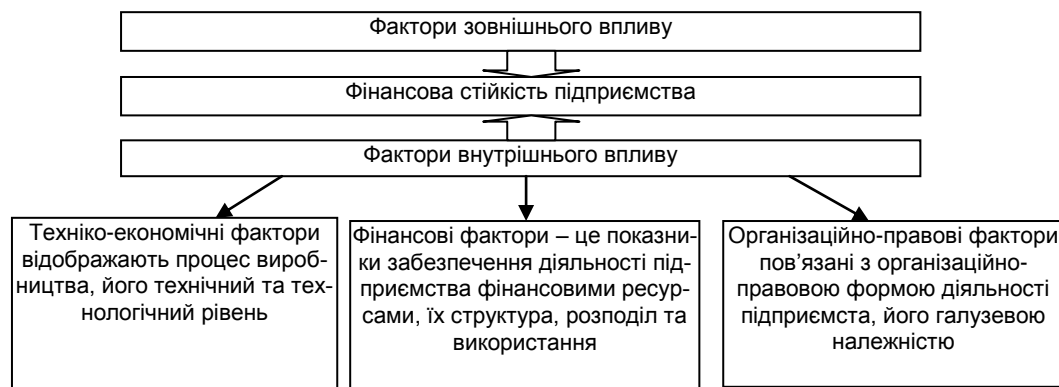 Фактори зовнішнього впливу
Фінансова стійкість підприємства
Фактори внутрішнього впливу
Техніко-економічні фактори
відображають процес вироб-
ництва, його технічний та тех-
нологічний рівень
Фінансові фактори – це показни-
ки забезпечення діяльності під-
приємства фінансовими ресур-
сами, їх структура, розподіл та
використання
Організаційно-правові фактори
пов’язані з організаційно-
правовою формою діяльності
підприємста, його галузевою
належністю